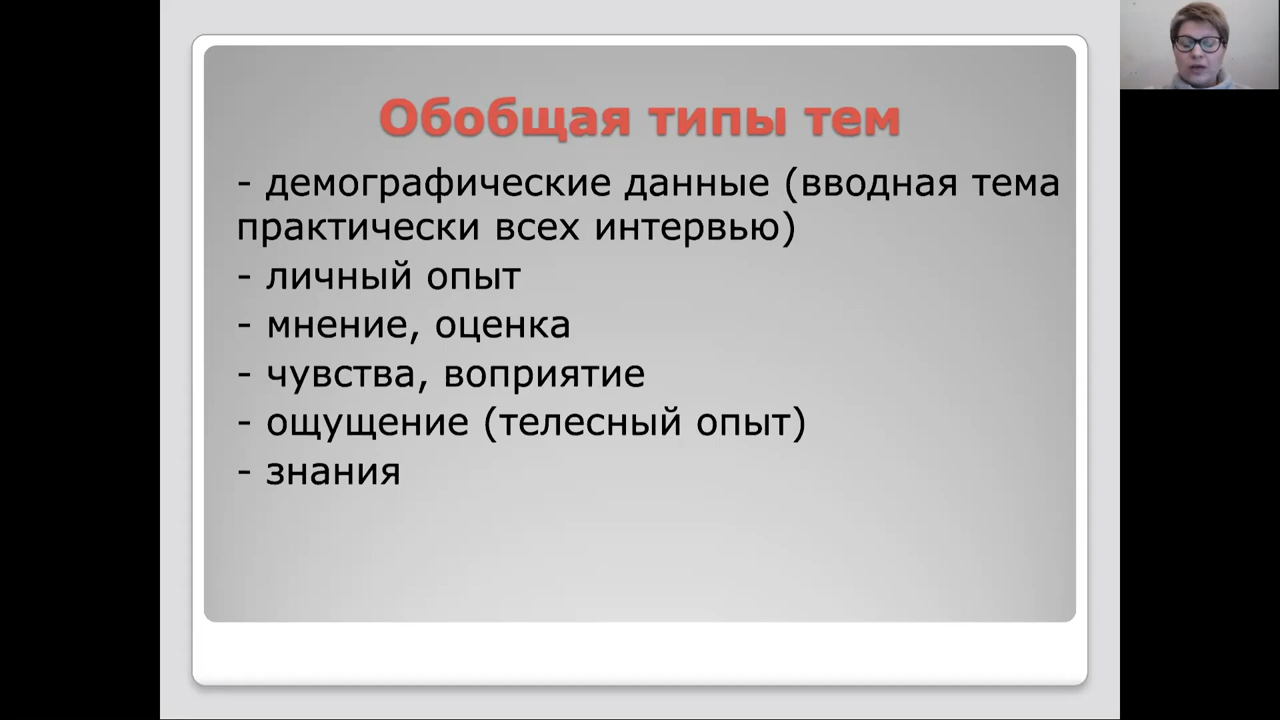 Обобщая типы тем
- демографические данные (вводная тема
практически всех интервью)
- личный опыт
- мнение, оценка
- чувства, воприятие
- ощущение (телесный опыт)
- знания